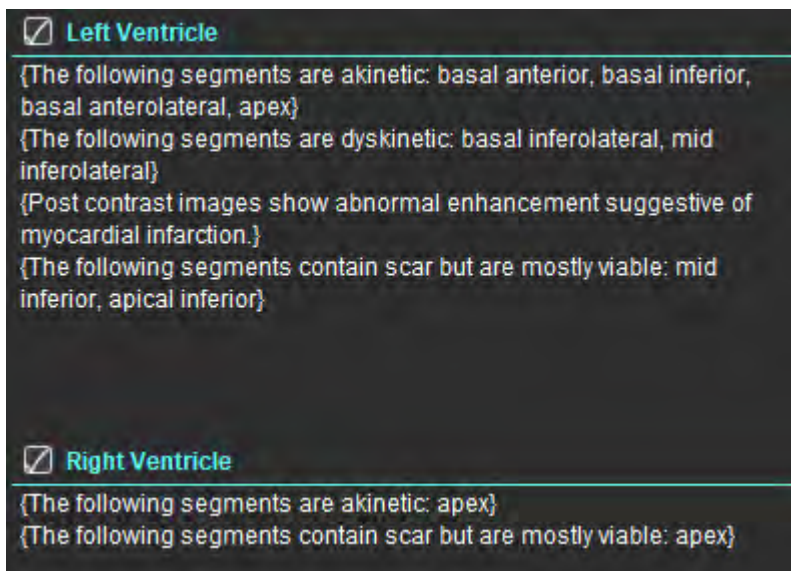 Left Ventricle
{The following segments are akinetic: basal anterior, basal inferior,
basal anterolateral, apex}
{The following segments are dyskinetic: basal inferolateral, mid
inferolateral}
{Post contrast images show abnormal enhancement suggestive of
myocardial infarction.}
{The following segments contain scar but are mostly viable: mid
inferior, apical inferior}
Right Ventricle
{The following segments are akinetic: apex}
{The following segments contain scar but are mostly viable: apex}